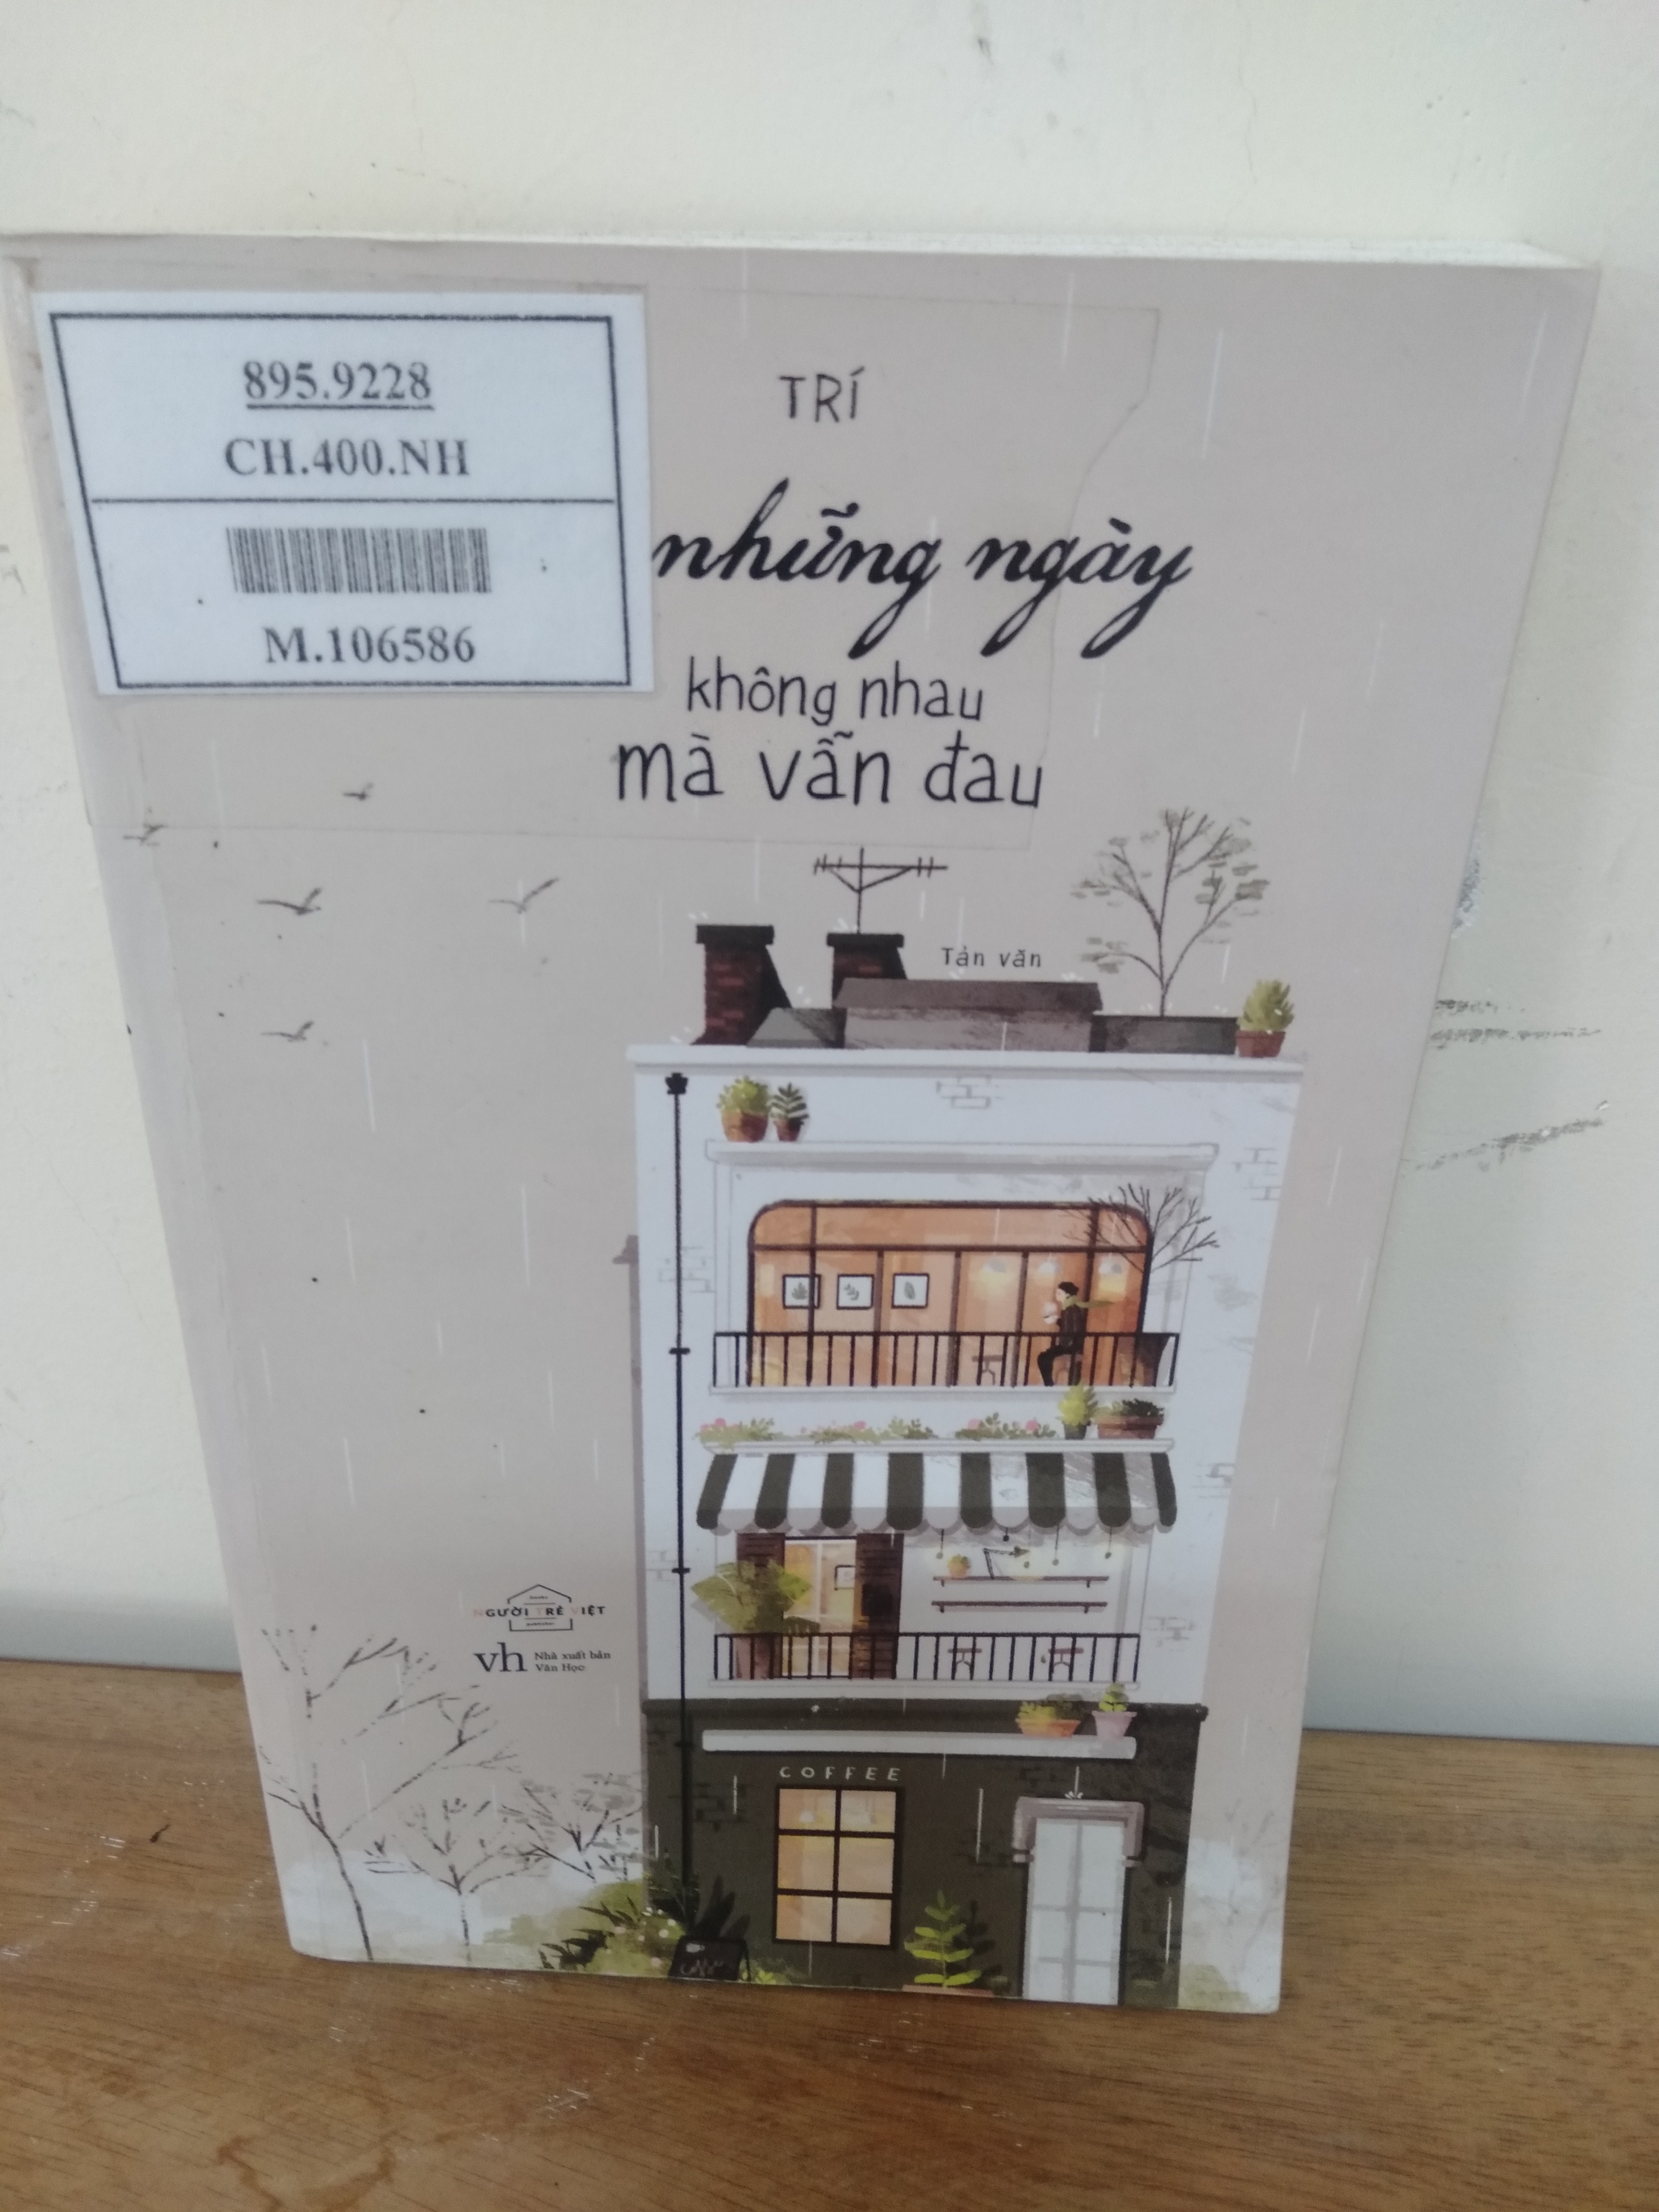 895.9228
CH.400.NH
M.106586
TRÍ
những ngày
không nhau
mà vẫn đau
Tản văn
NGƯỜI TRẺ VIỆT
vh Nhà xuất bản
Văn Học
COFFEE